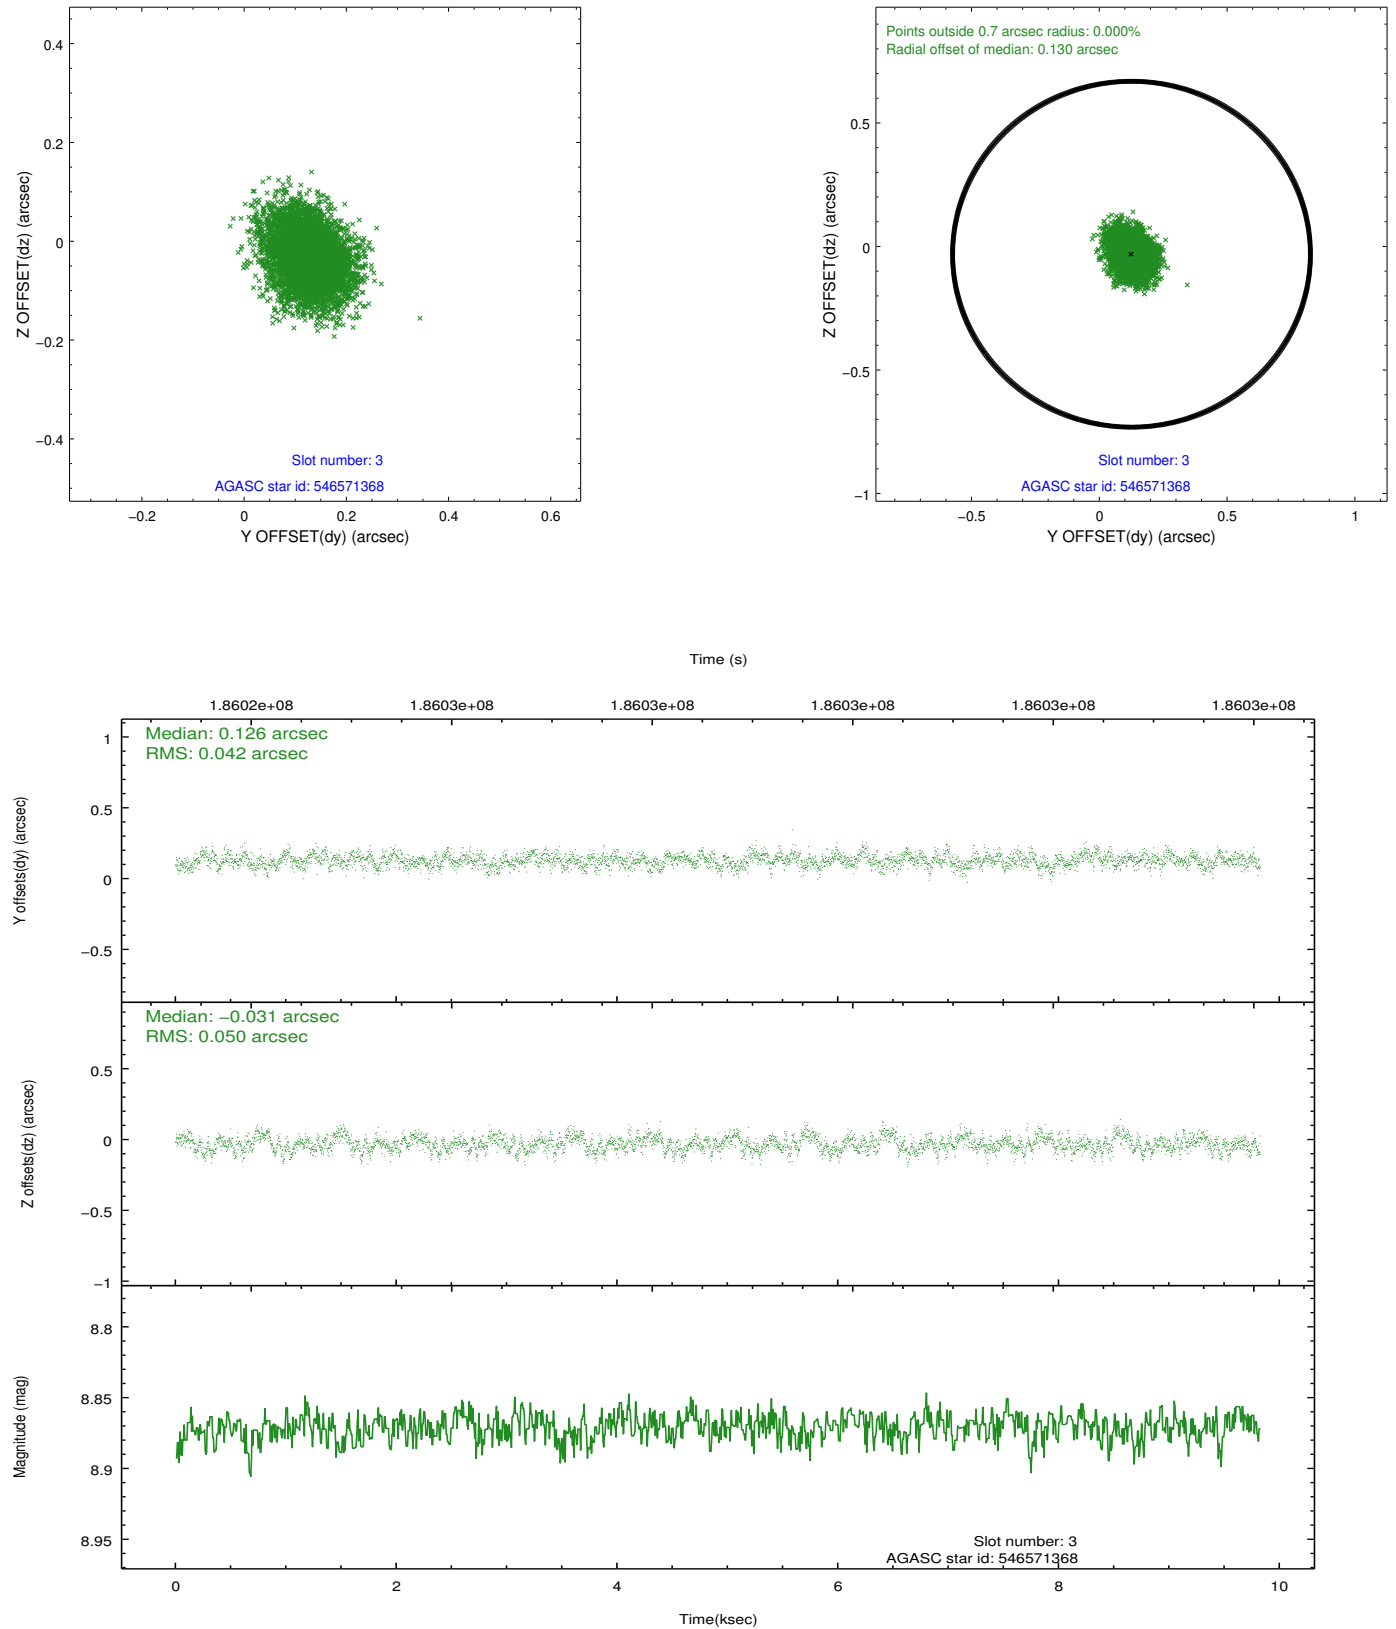 0.4
0.2
0
−0.2
−0.4
Z OFFSET(dz) (arcsec)
Slot number: 3
AGASC star id: 546571368
−0.2
0
0.2
0.4
0.6
Y OFFSET(dy) (arcsec)
Points outside 0.7 arcsec radius: 0.000%
Radial offset of median: 0.130 arcsec
0.5
0
−0.5
−1
Z OFFSET(dz) (arcsec)
Slot number: 3
AGASC star id: 546571368
−0.5
0
0.5
1
Y OFFSET(dy) (arcsec)
Time (s)
1.8602e+08
1.8603e+08
1.8603e+08
1.8603e+08
1.8603e+08
1.8603e+08
Median: 0.126 arcsec
RMS: 0.042 arcsec
1
0.5
0
−0.5
Y offsets(dy) (arcsec)
Median: −0.031 arcsec
RMS: 0.050 arcsec
0.5
0
−0.5
−1
Z offsets(dz) (arcsec)
8.8
8.85
8.9
8.95
Magnitude (mag)
Slot number: 3
AGASC star id: 546571368
0
2
4
6
8
10
Time(ksec)